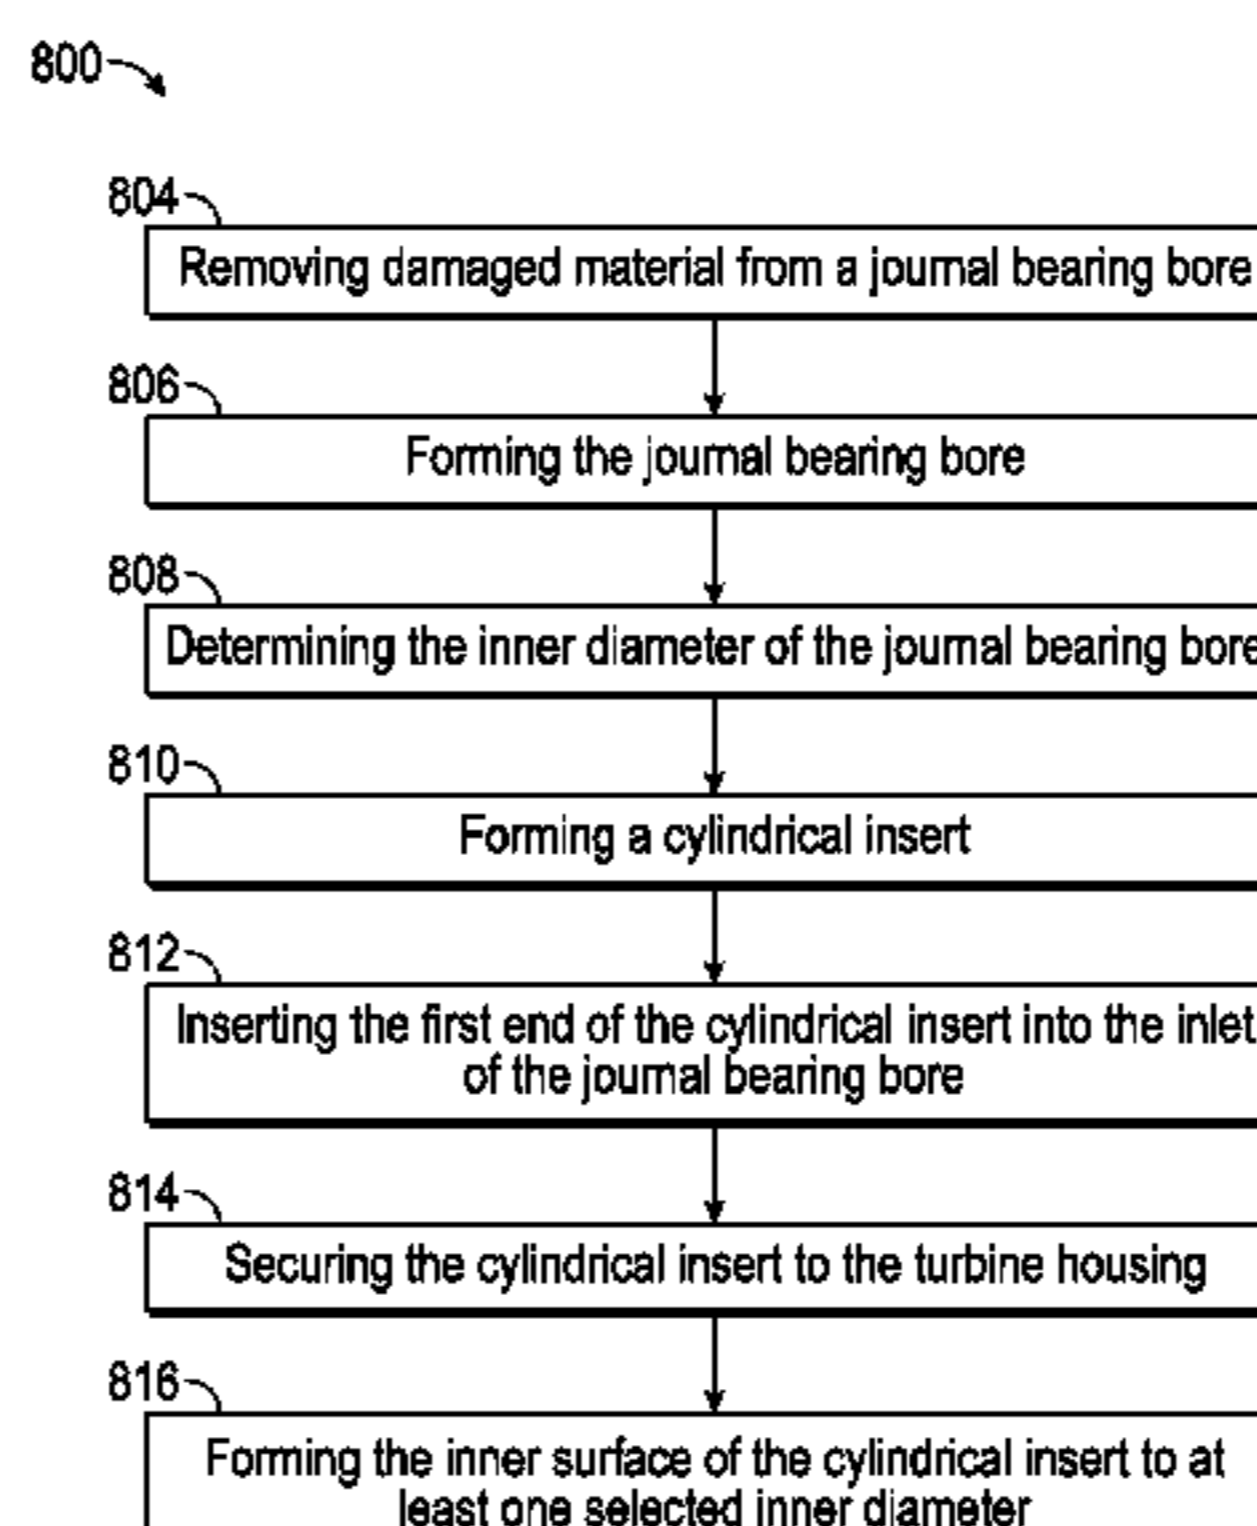 800
804
Removing damaged material from a journal bearing bore
806
Forming the journal bearing bore
808
Determining the inner diameter of the journal bearing bore
810
Forming a cylindrical insert
812
Inserting the first end of the cylindrical insert into the inlet
of the journal bearing bore
814
Securing the cylindrical insert to the turbine housing
816
Forming the inner surface of the cylindrical insert to at
least one selected inner diameter